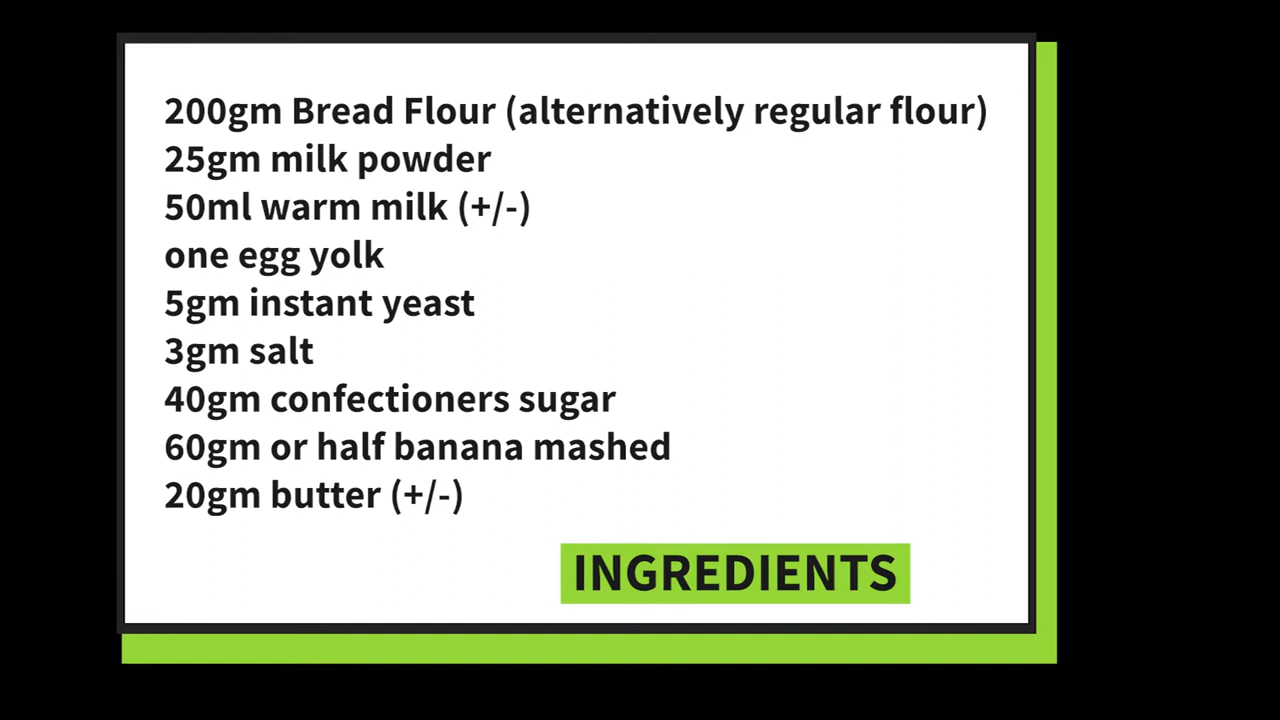 200gm Bread Flour (alternatively regular flour)
25gm milk powder
50ml warm milk (+/-)
one egg yolk
5gm instant yeast
3gm salt
40gm confectioners sugar
60gm or half banana mashed
20gm butter (+/-)
INGREDIENTS